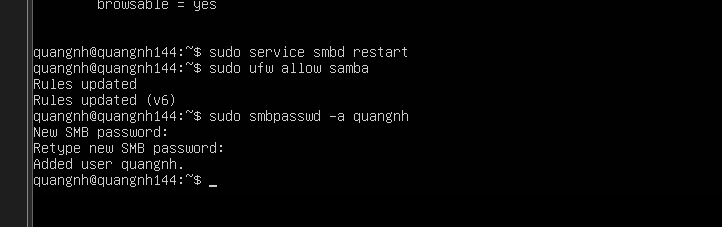 browsable = yes
quangnh@quangnh144:~$ sudo service smbd restart
quangnh@quangnh144:~$ sudo ufw allow samba
Rules updated
Rules updated (v6)
quangnh@quangnh144:~$ sudo smbpasswd -a quangnh
New SMB password:
Retype new SMB password:
Added user quangnh.
quangnh@quangnh144:~$ _